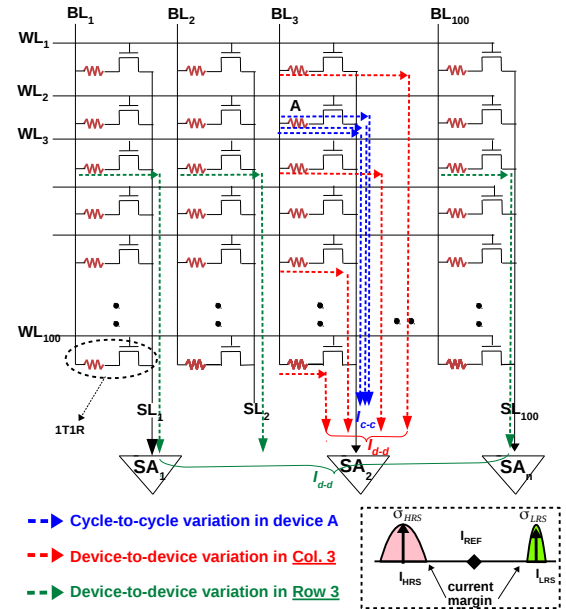 BL1 BL2 BL3 BL100
WL1
WL2
A
WL3
WL100
1T1R
SL1 SL2 SL100
Ic-c
Id-d
SA1 SA2 SAn
Id-d
Cycle-to-cycle variation in device A
Device-to-device variation in Col. 3
Device-to-device variation in Row 3
σHRS σLRS
IREF
IHRS ILRS
current
margin